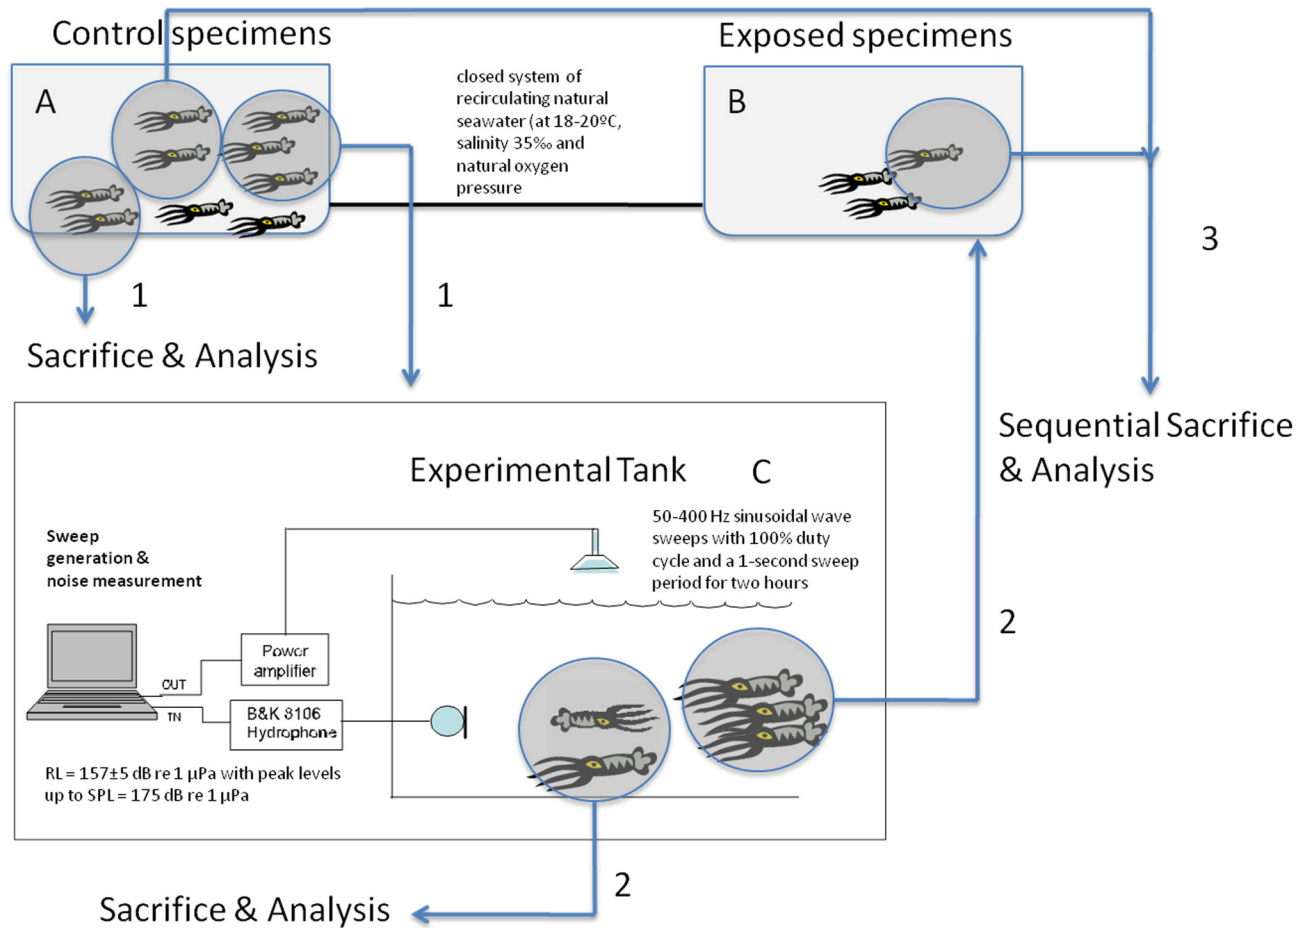 Control specimens
Exposed specimens
A
closed system of
recirculating natural
seawater (at 18-20ºC,
salinity 35‰ and
natural oxygen
pressure
B
3
1
1
Sacrifice & Analysis
Sequential Sacrifice
& Analysis
Experimental Tank
C
50-400 Hz sinusoidal wave
sweeps with 100% duty
cycle and a 1-second sweep
period for two hours
Sweep
generation &
noise measurement
2
Power
amplifier
OUT
IN
B&K 8106
Hydrophone
RL = 157±5 dB re 1 µPa with peak levels
up to SPL = 175 dB re 1 µPa
2
Sacrifice & Analysis